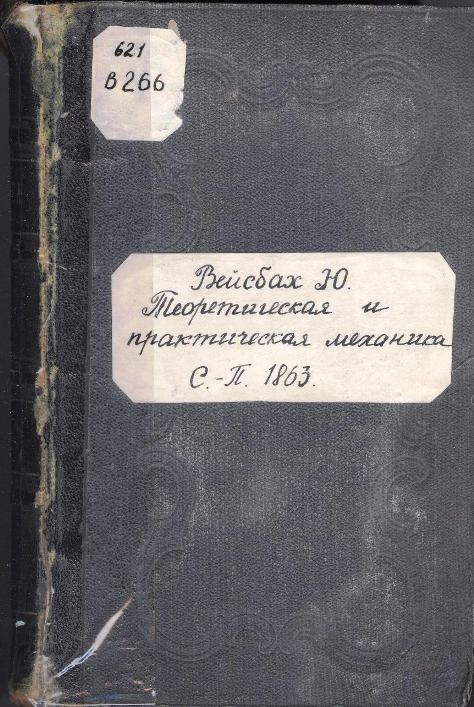 621
В266
Вейсбах Ю.
Теоретическая и
практическая механика
С.-П. 1863.